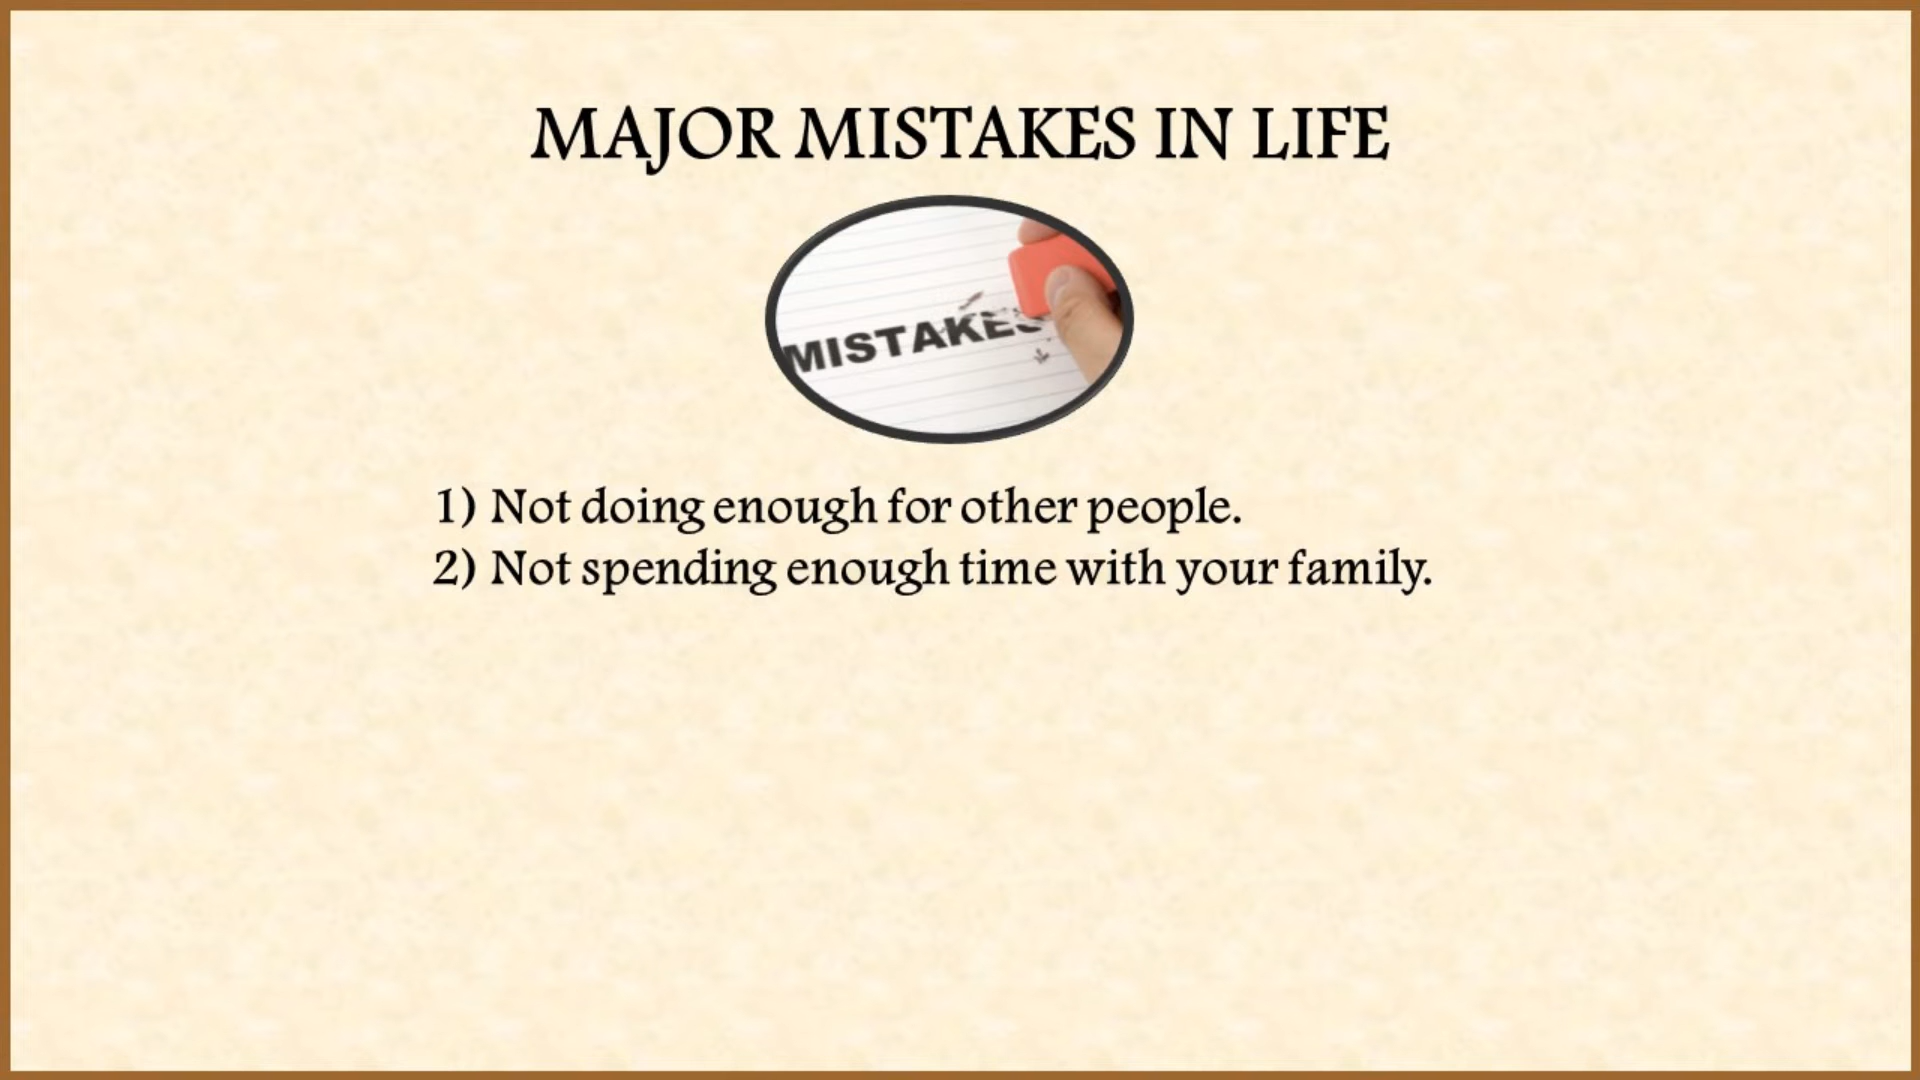 MAJOR MISTAKES IN LIFE
MISTAKES
1) Not doing enough for other people.
2) Not spending enough time with your family.